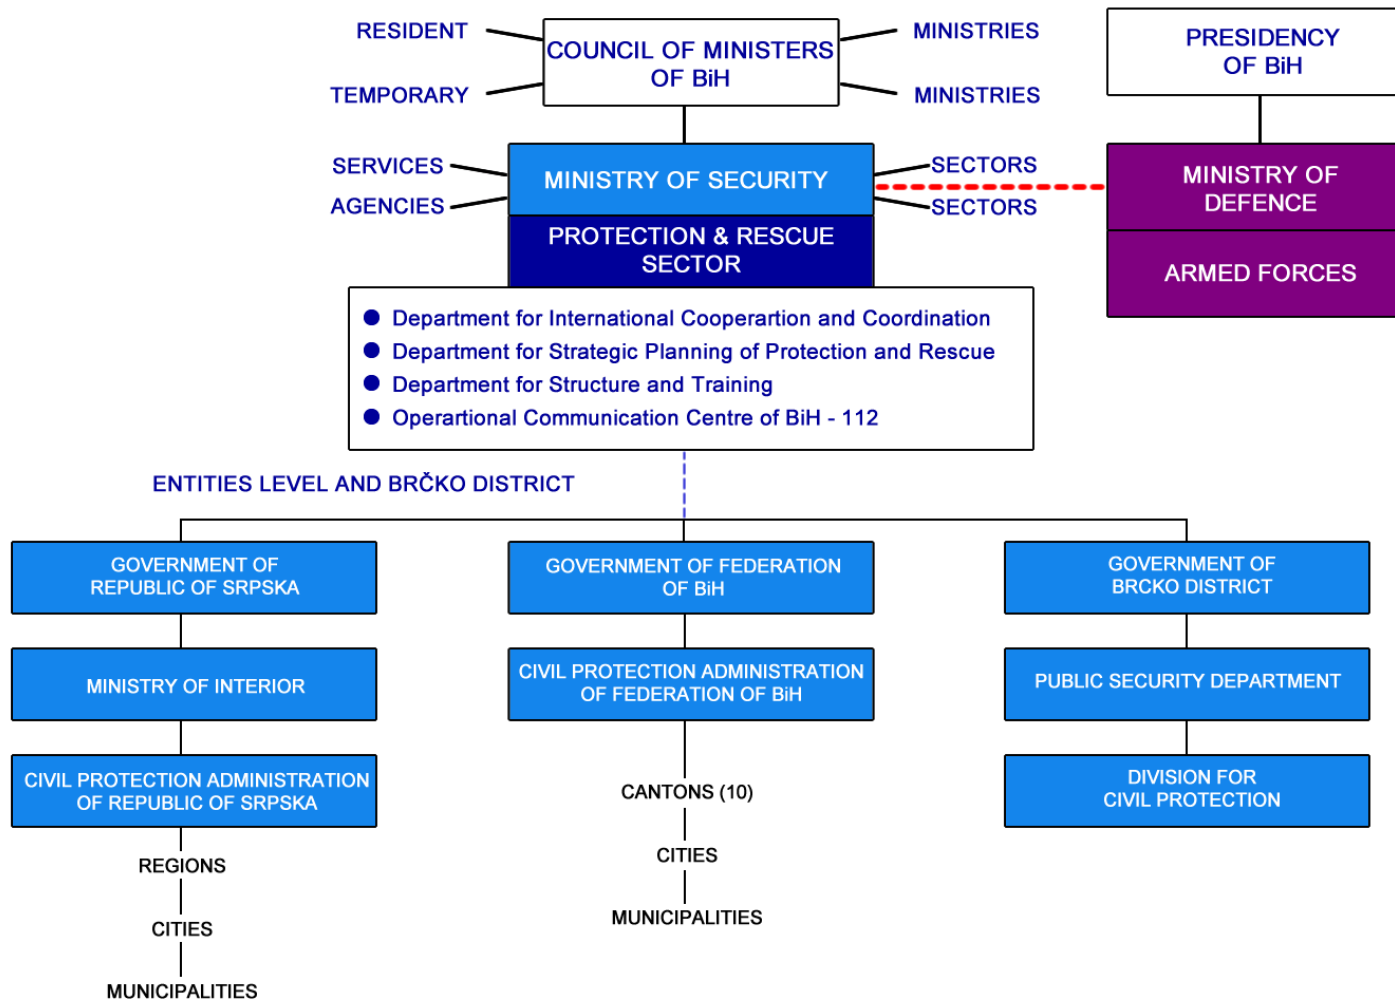 RESIDENT
COUNCIL OF MINISTERS
OF BiH
MINISTRIES
TEMPORARY
MINISTRIES
PRESIDENCY
OF BiH
SERVICES
MINISTRY OF SECURITY
SECTORS
AGENCIES
SECTORS
MINISTRY OF
DEFENCE
PROTECTION & RESCUE
SECTOR
ARMED FORCES
● Department for International Coopeartion and Coordination
● Department for Strategic Planning of Protection and Rescue
● Department for Structure and Training
● Operartional Communication Centre of BiH - 112
ENTITIES LEVEL AND BRČKO DISTRICT
GOVERNMENT OF
REPUBLIC OF SRPSKA
GOVERNMENT OF FEDERATION
OF BiH
GOVERNMENT OF
BRCKO DISTRICT
MINISTRY OF INTERIOR
CIVIL PROTECTION ADMINISTRATION
OF FEDERATION OF BiH
PUBLIC SECURITY DEPARTMENT
CIVIL PROTECTION ADMINISTRATION
OF REPUBLIC OF SRPSKA
CANTONS (10)
DIVISION FOR
CIVIL PROTECTION
REGIONS
CITIES
MUNICIPALITIES
CITIES
MUNICIPALITIES